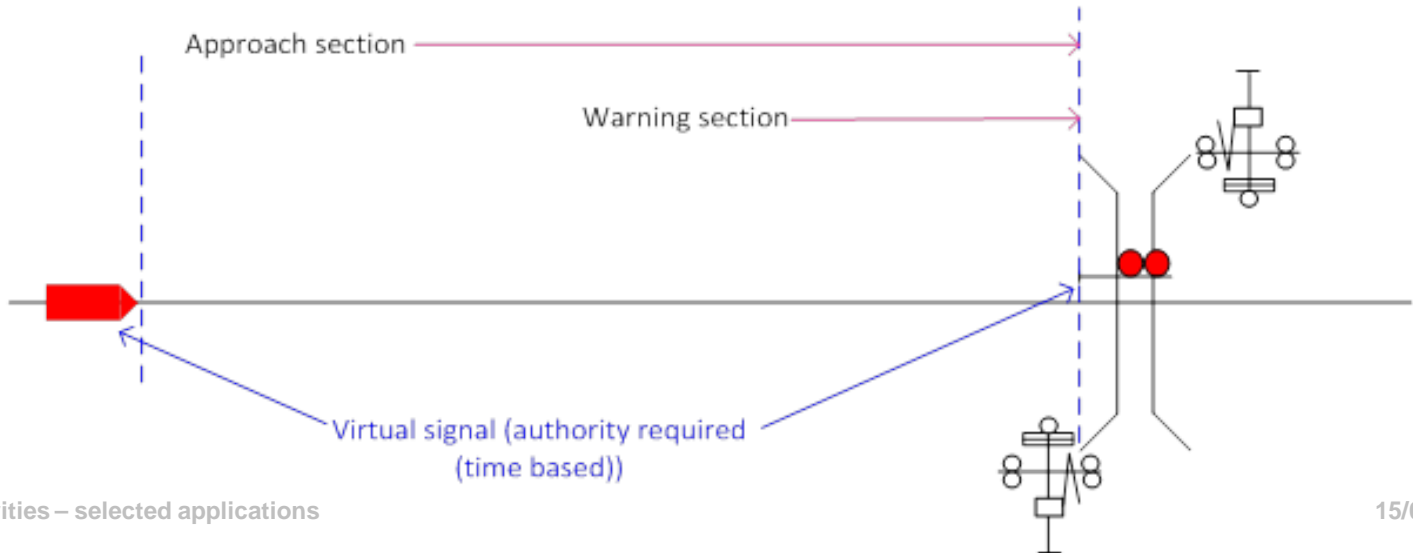 Approach section
Warning section
Virtual signal (authority required
(time based))
ities – selected applications
15/